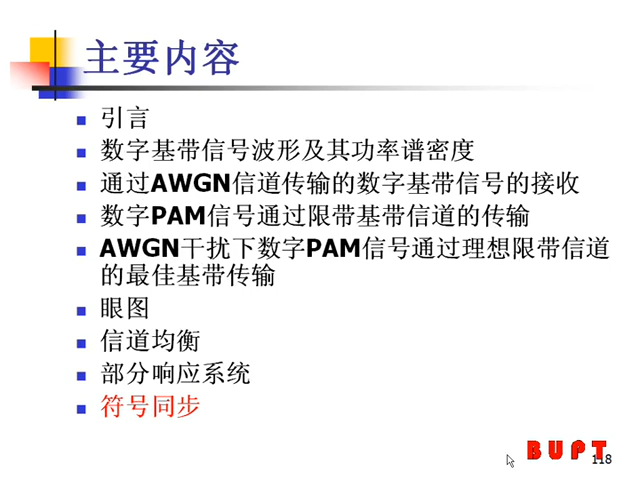 主要内容
引言
数字基带信号波形及其功率谱密度
通过AWGN信道传输的数字基带信号的接收
数字PAM信号通过限带基带信道的传输
AWGN干扰下数字PAM信号通过理想限带信道
的最佳基带传输
眼图
信道均衡
部分响应系统
符号同步
BUPT
118